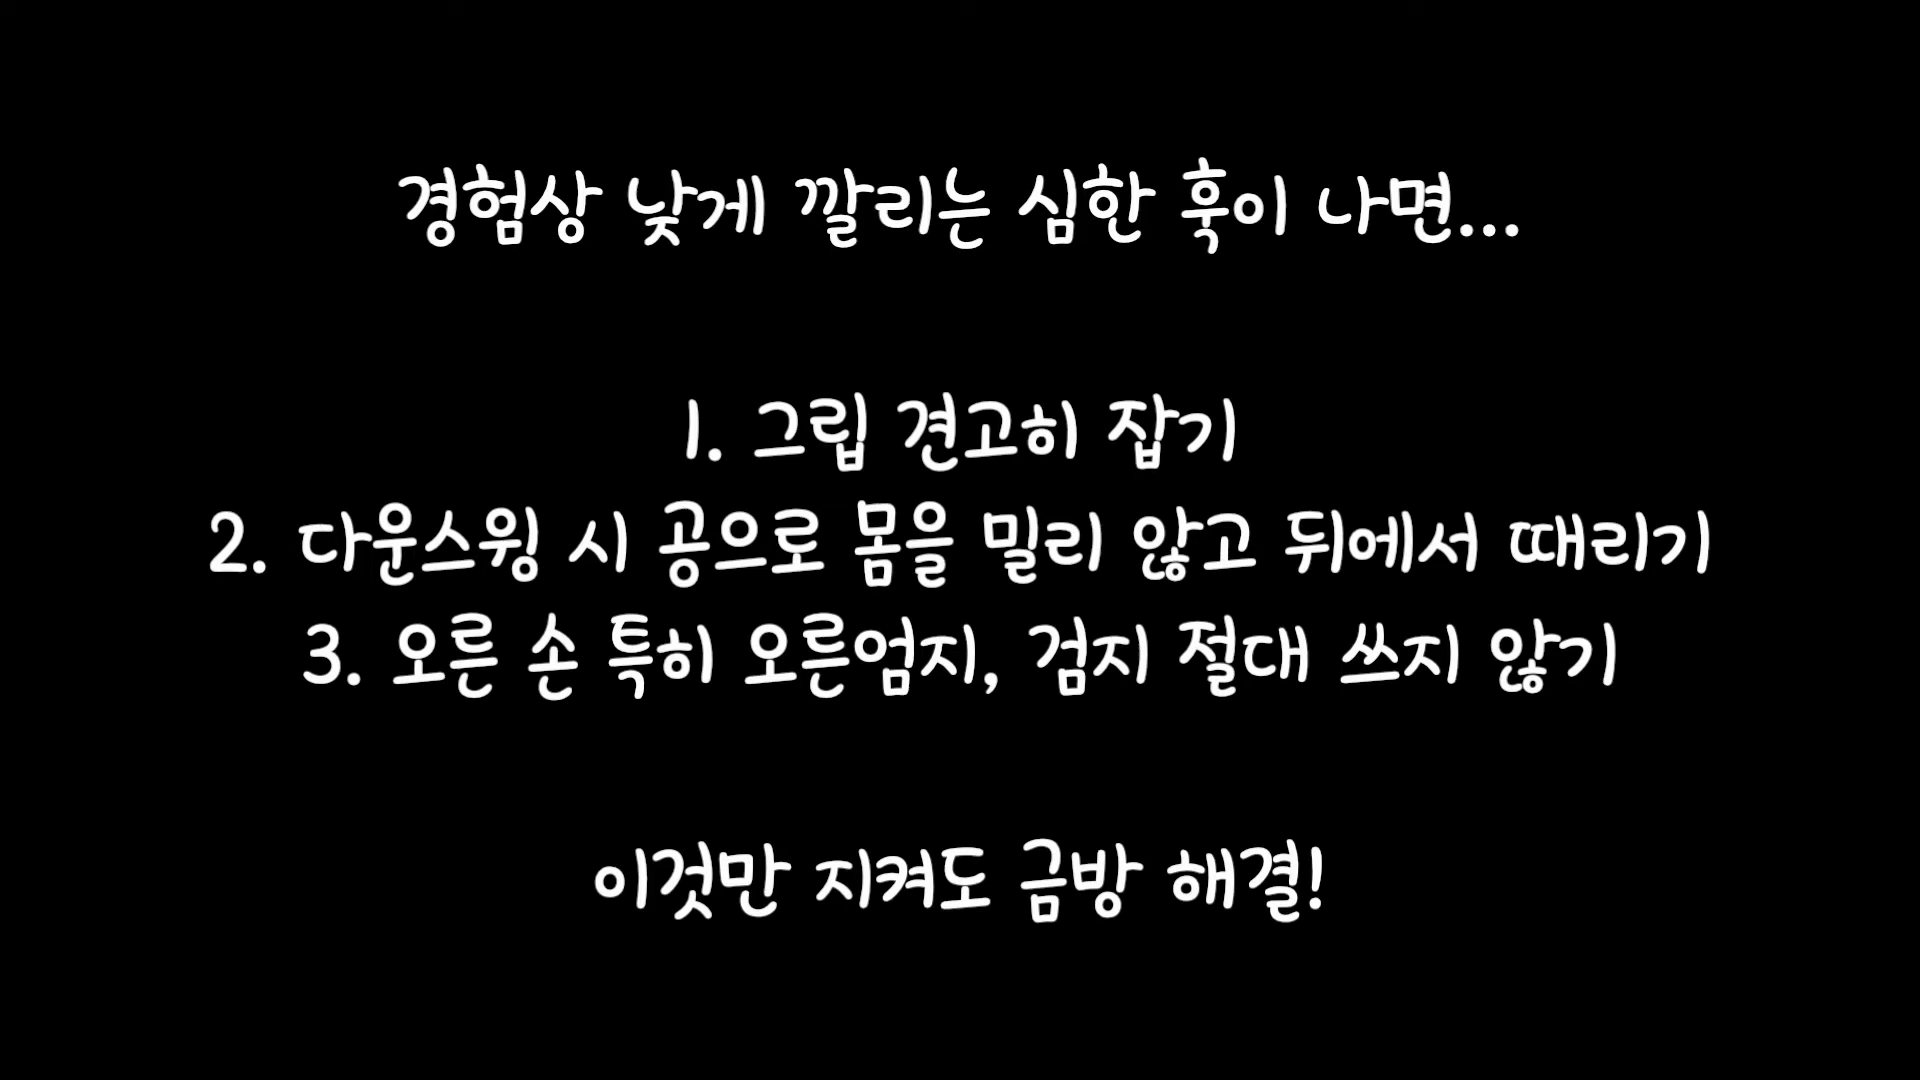 경험상 낮게 깔리는 심한 훅이 나면...
1. 그립 견고히 잡기
2. 다운스윙 시 공으로 몸을 밀리 않고 뒤에서 때리기
3. 오른 손 특히 오른엄지, 검지 절대 쓰지 않기
이것만 지켜도 금방 해결!